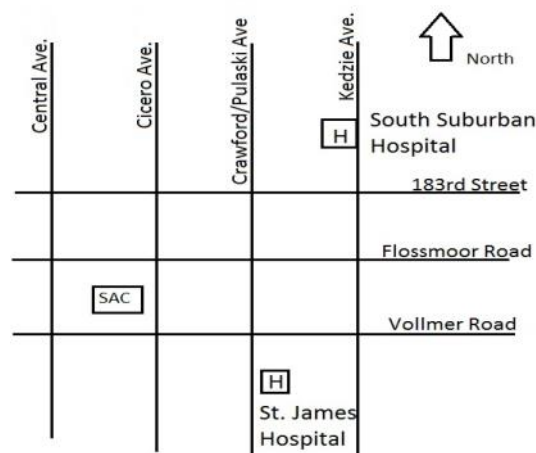 Central Ave.
Cicero Ave.
Crawford/Pulaski Ave
Kedzie Ave.
North
H
South Suburban
Hospital
183rd Street
Flossmoor Road
SAC
Vollmer Road
H
St. James
Hospital